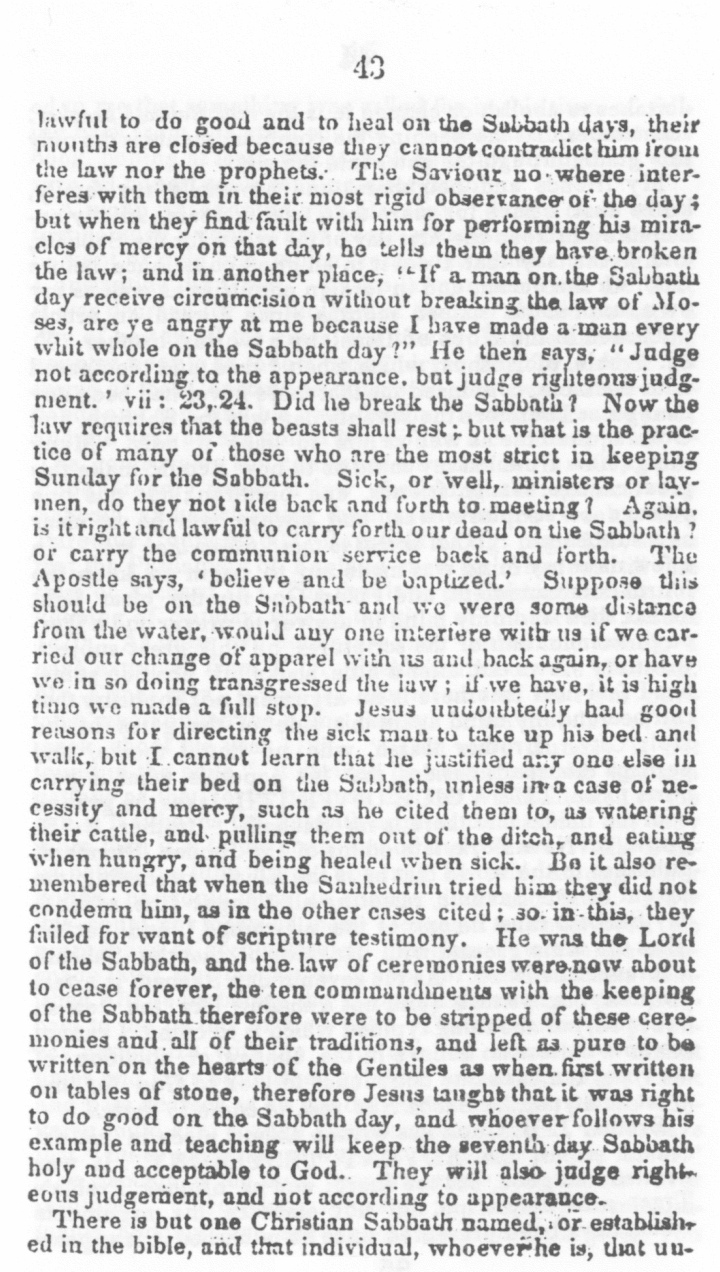 43
lawful to do good and to heal on the Sabbath days, their
mouths are closed because they cannot contradict him from
the law nor the prophets. The Saviour no where inter-
feres with them in their most rigid observance of the day;
but when they find fault with him for performing his mira-
cles of mercy on that day, he tells them they have broken
the law; and in another place, "If a man on the Sabbath
day receive circumcision without breaking the law of Mo-
ses, are ye angry at me because I have made a man every
whit whole on the Sabbath day?" He then says, "Judge
not according to the appearance, but judge righteous judg-
ment.' vii: 23, 24. Did he break the Sabbath? Now the
law requires that the beasts shall rest; but what is the prac-
tice of many of those who are the most strict in keeping
Sunday for the Sabbath. Sick, or well, ministers or lay-
men, do they not ride back and forth to meeting? Again,
is it right and lawful to carry forth our dead on the Sabbath?
or carry the communion service back and forth. The
Apostle says, 'believe and be baptized.' Suppose this
should be on the Sabbath and we were some distance
from the water, would any one interfere with us if we car-
ried our change of apparel with us and back again, or have
we in so doing transgressed the law; if we have, it is high
time we made a full stop. Jesus undoubtedly had good
reasons for directing the sick man to take up his bed and
walk, but I cannot learn that he justified any one else in
carrying their bed on the Sabbath, unless in a case of ne-
cessity and mercy, such as he cited them to, as watering
their cattle, and pulling them out of the ditch, and eating
when hungry, and being healed when sick. Be it also re-
membered that when the Sanhedrim tried him they did not
condemn him, as in the other cases cited; so in this, they
failed for want of scripture testimony. He was the Lord
of the Sabbath, and the law of ceremonies were now about
to cease forever, the ten commandments with the keeping
of the Sabbath therefore were to be stripped of these cere-
monies and all of their traditions, and left as pure to be
written on the hearts of the Gentiles as when first written
on tables of stone, therefore Jesus taught that it was right
to do good on the Sabbath day, and whoever follows his
example and teaching will keep the seventh day Sabbath
holy and acceptable to God. They will also judge right-
eous judgement, and not according to appearance.
There is but one Christian Sabbath named, or establish-
ed in the bible, and that individual, whoever he is, that un-